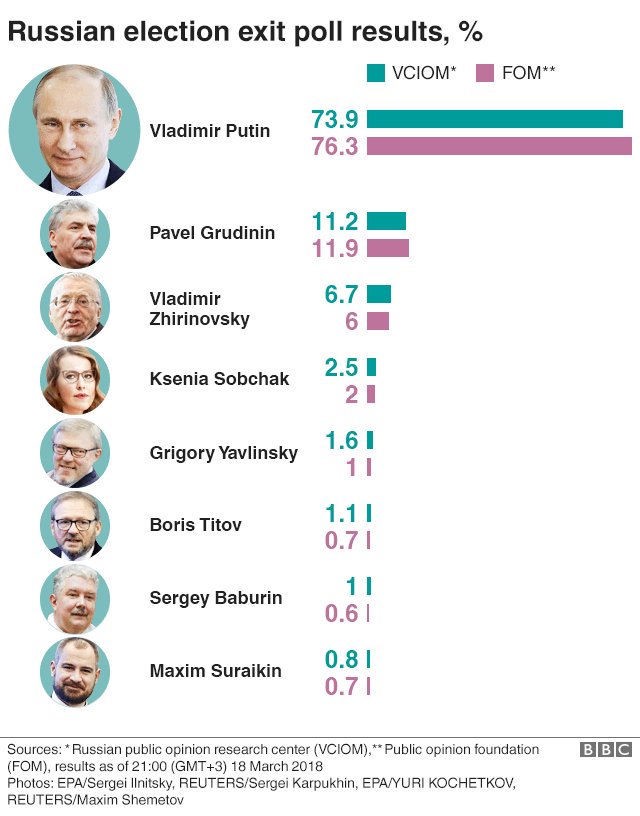 Russian election exit poll results, %
VCIOM* FOM**
Vladimir Putin
73.9
76.3
Pavel Grudinin
11.2
11.9
Vladimir
Zhirinovsky
6.7
6
Ksenia Sobchak
2.5
2
Grigory Yavlinsky
1.6
1
Boris Titov
1.1
0.7
Sergey Baburin
1
0.6
Maxim Suraikin
0.8
0.7
Sources: *Russian public opinion research center (VCIOM),**Public opinion foundation
(FOM), results as of 21:00 (GMT+3) 18 March 2018
Photos: EPA/Sergei Ilnitsky, REUTERS/Sergei Karpukhin, EPA/YURI KOCHETKOV,
REUTERS/Maxim Shemetov
BBC